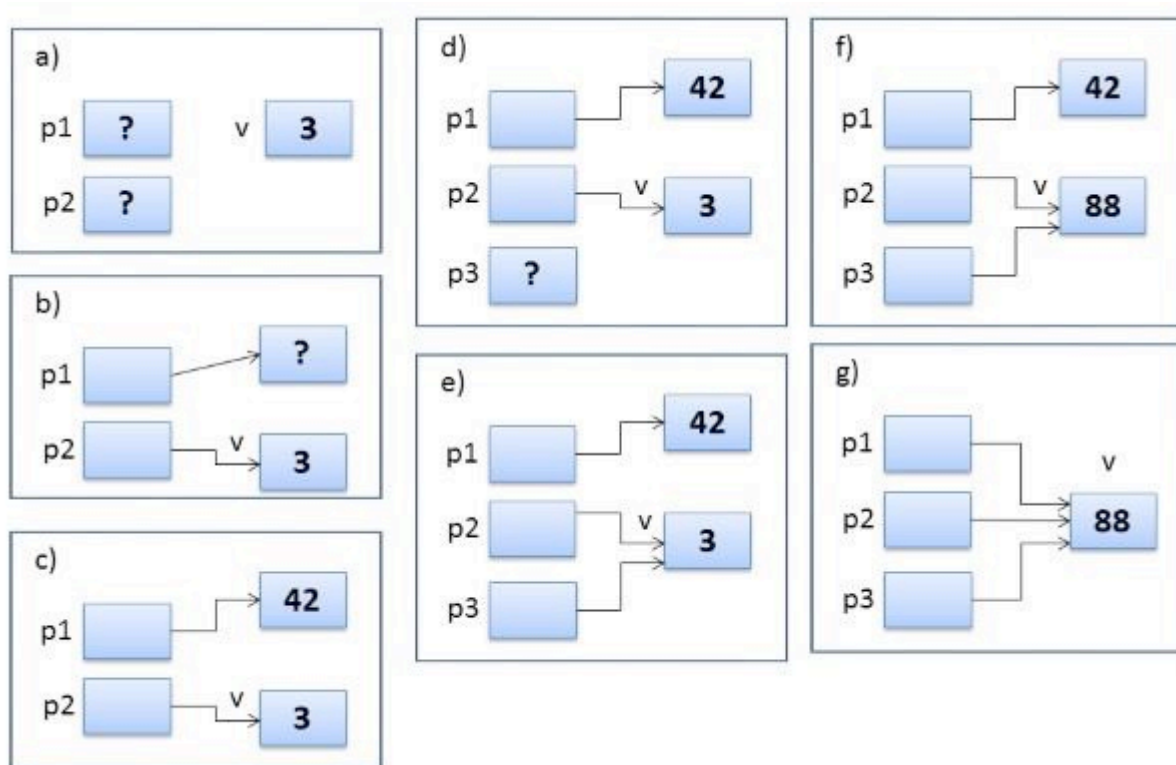 a)
p1 ? v 3
p2 ?
b)
p1 ?
p2 v 3
c)
p1 42
p2 v 3
d)
p1 42
p2 v 3
p3 ?
e)
p1 42
p2 v 3
p3
f)
p1 42
p2 v 88
p3
g)
p1 v
p2 88
p3